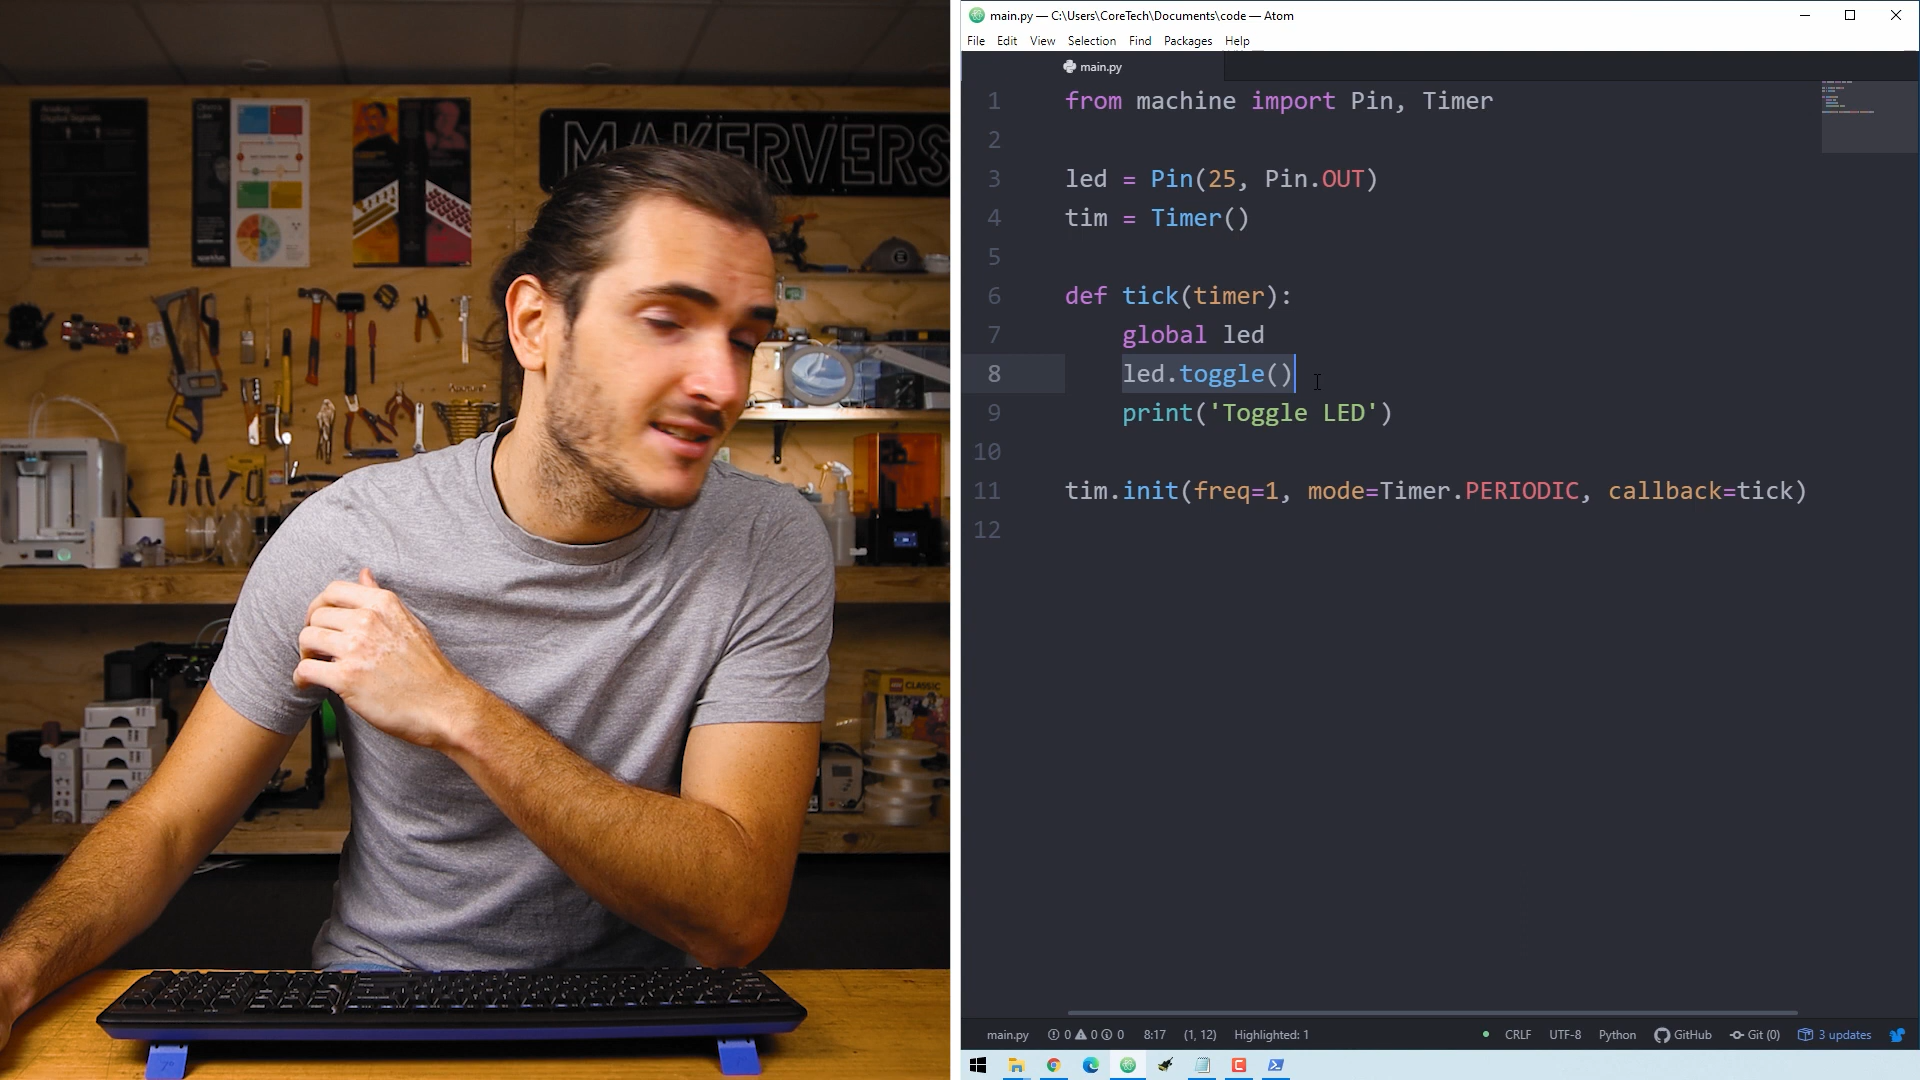 MAKERVERS
CLASSIC
main.py — C:\Users\CoreTech\Documents\code — Atom
File Edit View Selection Find Packages Help
main.py
1 from machine import Pin, Timer
2
3 led = Pin(25, Pin.OUT)
4 tim = Timer()
5
6 def tick(timer):
7 global led
8 led.toggle()
9 print('Toggle LED')
10
11 tim.init(freq=1, mode=Timer.PERIODIC, callback=tick)
12
main.py 0 0 0 8:17 (1, 12) Highlighted: 1 CRLF UTF-8 Python GitHub Git (0) 3 updates